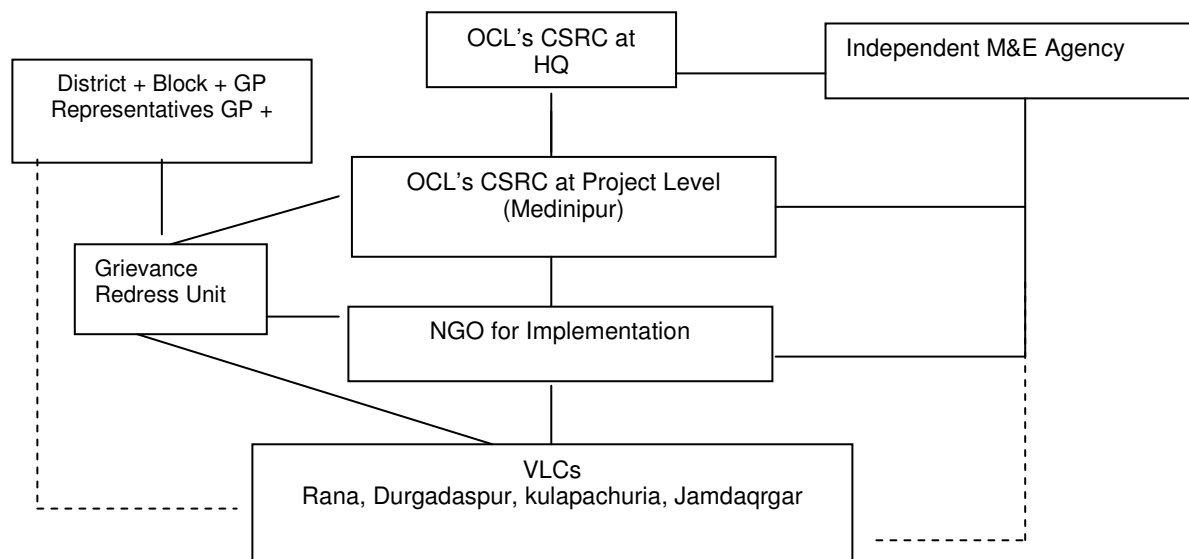 OCL's CSRC at
HQ
Independent M&E Agency
District + Block + GP
Representatives GP +
OCL's CSRC at Project Level
(Medinipur)
Grievance
Redress Unit
NGO for Implementation
VLCs
Rana, Durgadaspur, kulapachuria, Jamdaqrgar